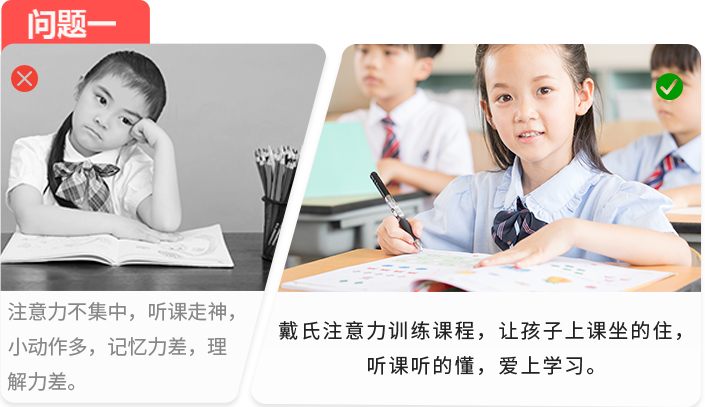 问题一
注意力不集中，听课走神，
小动作多，记忆力差，理
解力差。
戴氏注意力训练课程，让孩子上课坐的住，
听课听的懂，爱上学习。